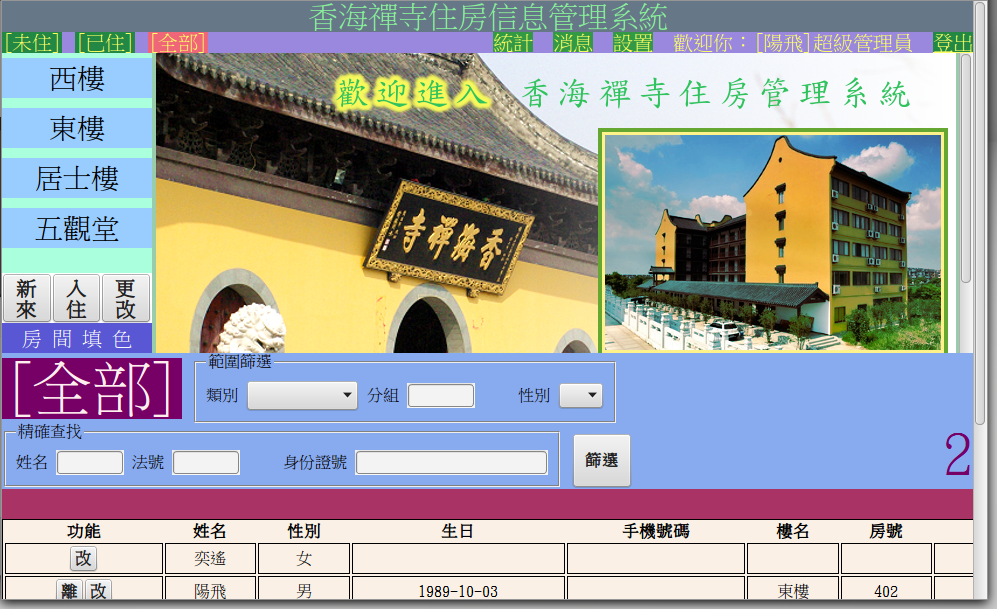 香海禪寺住房信息管理系統
[未住] [已住] [全部] 統計 消息 設置 歡迎你：[陽飛]超級管理員 登出
西樓
東樓
居士樓
五觀堂
新來 入住 更改
房間填色
歡迎進入 香海禪寺住房管理系統
香海禪寺
[全部]
範圍篩選
類別 分組 性別
精確查找
姓名 法號 身份證號 篩選
2
功能 姓名 性別 生日 手機號碼 樓名 房號
改 奕遙 女
離 改 陽飛 男 1989-10-03 東樓 402